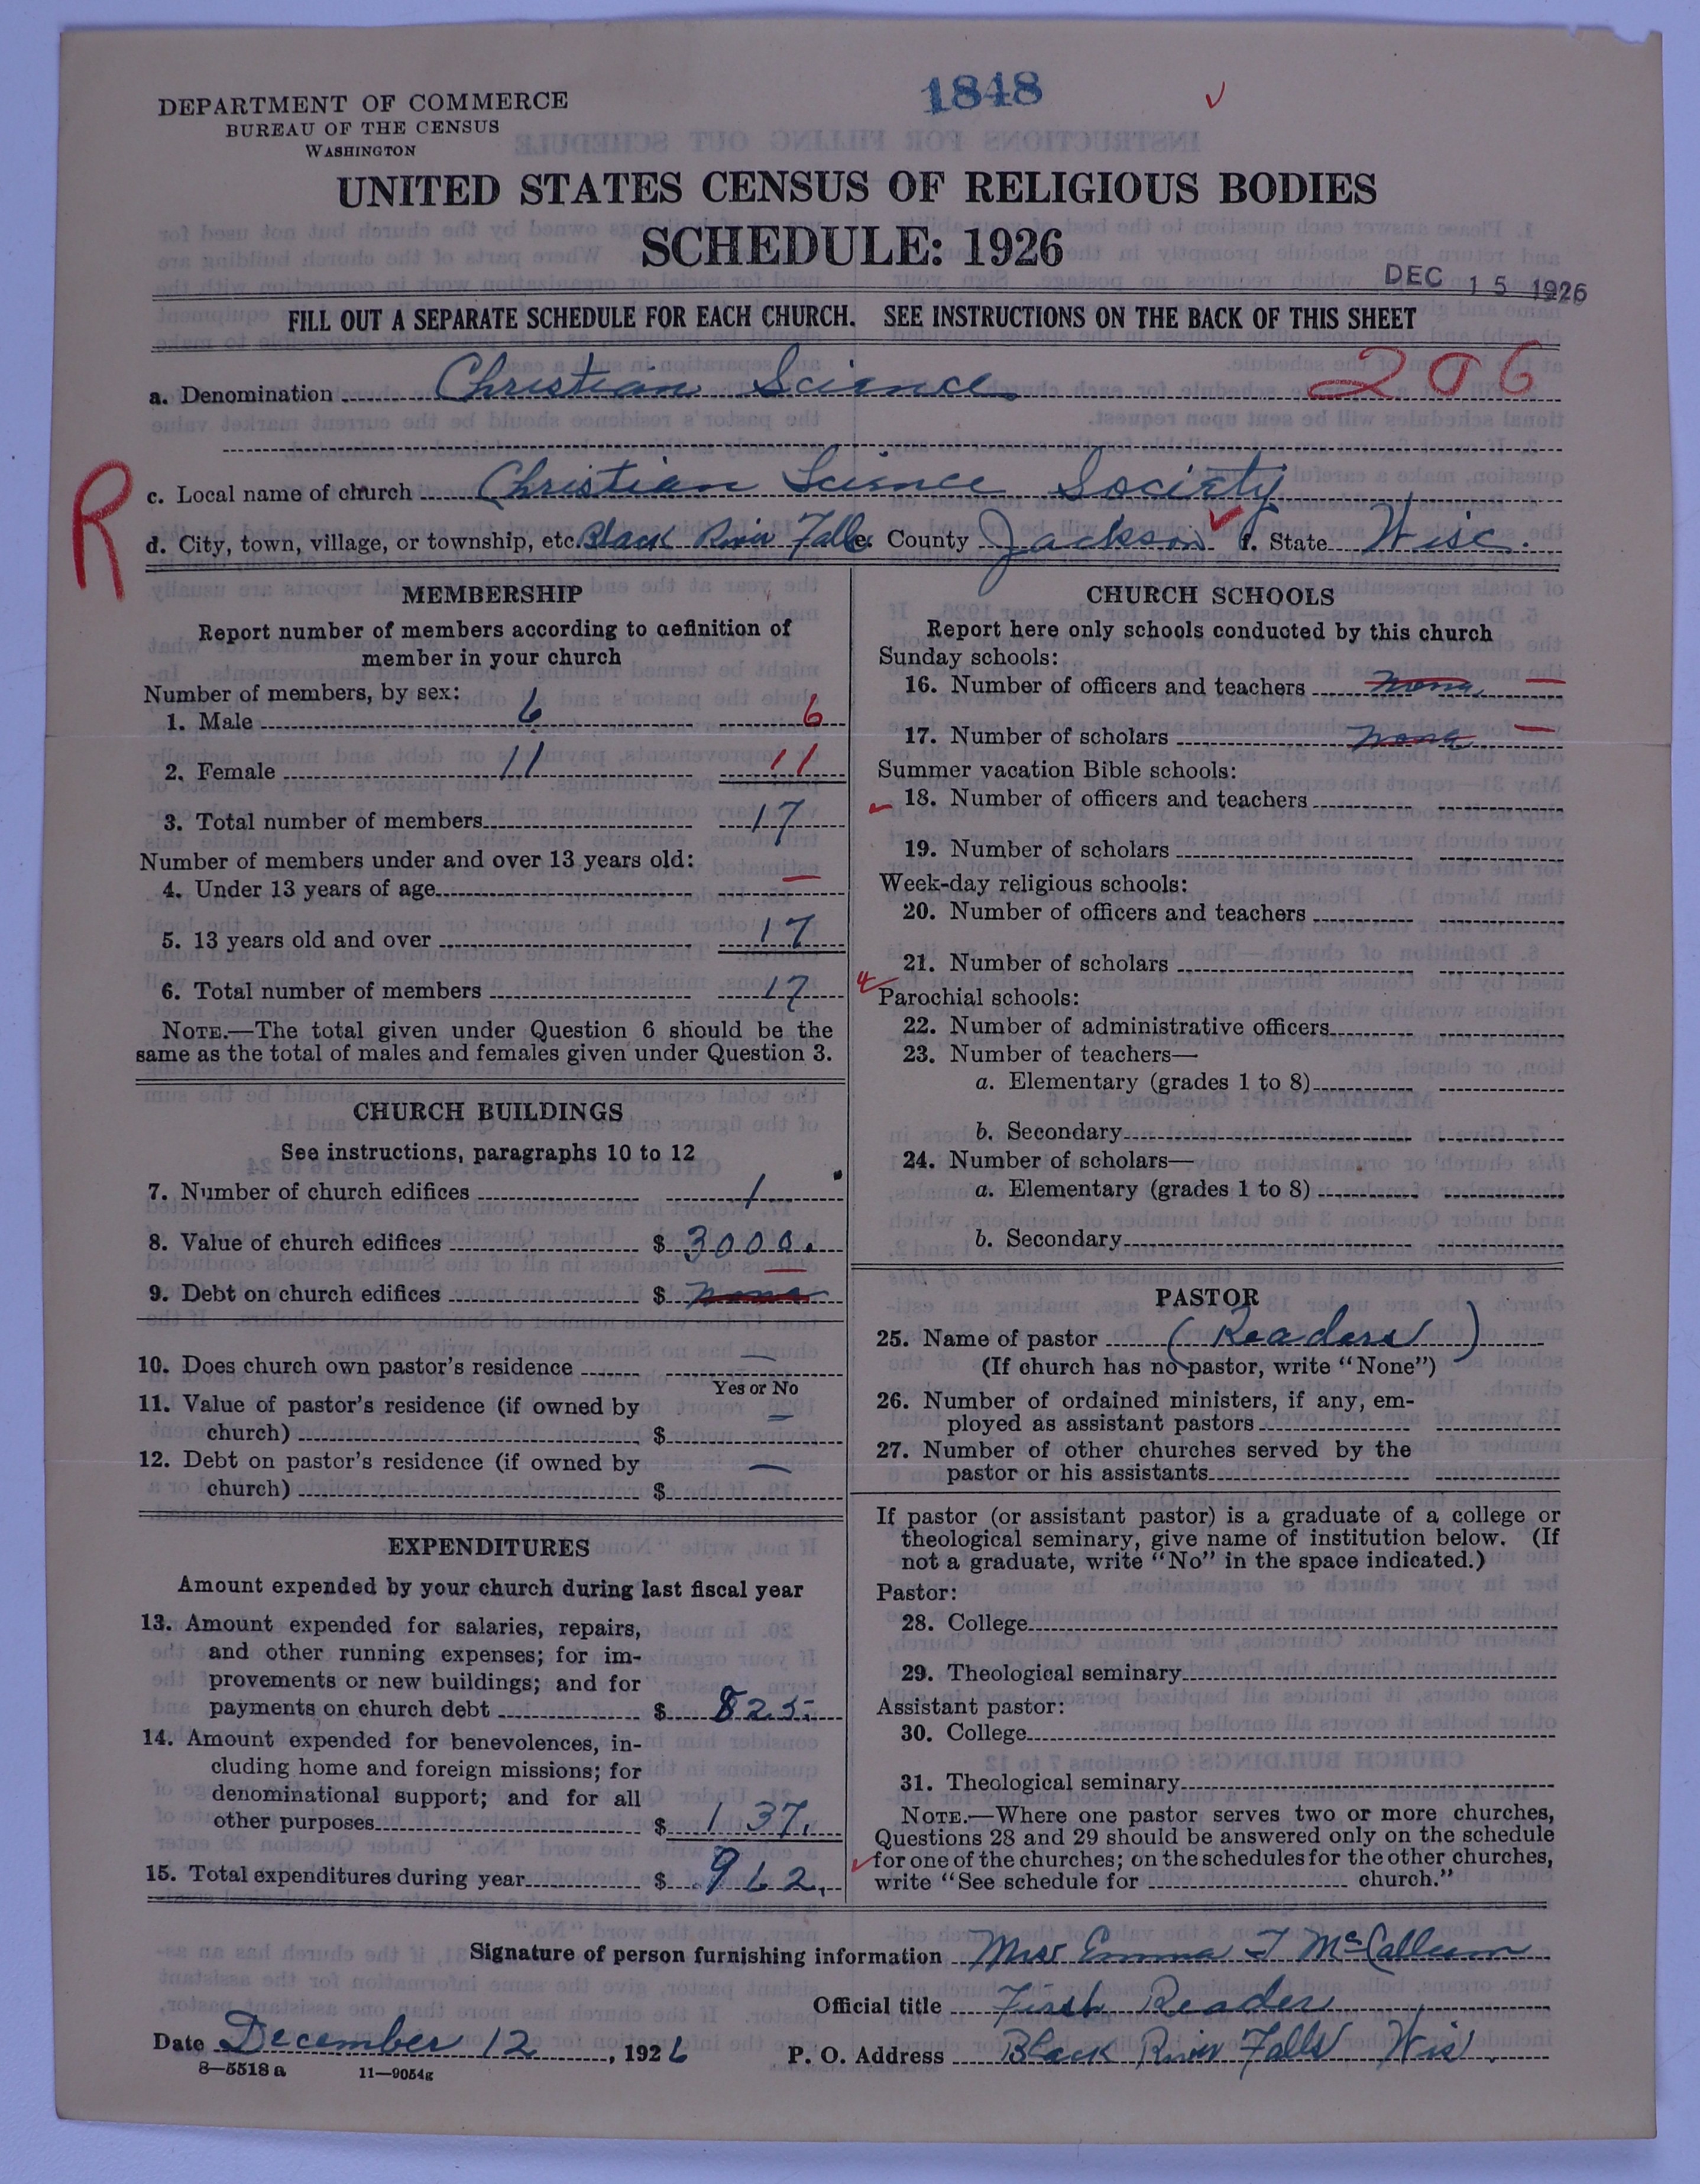 DEPARTMENT OF COMMERCE
BUREAU OF THE CENSUS
WASHINGTON
1848
UNITED STATES CENSUS OF RELIGIOUS BODIES
SCHEDULE: 1926
DEC 15 1926
FILL OUT A SEPARATE SCHEDULE FOR EACH CHURCH. SEE INSTRUCTIONS ON THE BACK OF THIS SHEET
a. Denomination Christian Science 206
R
c. Local name of church Christian Science Society
d. City, town, village, or township, etc. Black River Falls e. County Jackson f. State Wisc.
MEMBERSHIP
Report number of members according to definition of
member in your church
Number of members, by sex:
1. Male 6 6
2. Female 11 11
3. Total number of members 17
Number of members under and over 13 years old:
4. Under 13 years of age —
5. 13 years old and over 17
6. Total number of members 17
NOTE.—The total given under Question 6 should be the
same as the total of males and females given under Question 3.
CHURCH BUILDINGS
See instructions, paragraphs 10 to 12
7. Number of church edifices 1
8. Value of church edifices $ 3000.
9. Debt on church edifices $ none —
10. Does church own pastor's residence —
Yes or No
11. Value of pastor's residence (if owned by
church) $ —
12. Debt on pastor's residence (if owned by
church) $ —
EXPENDITURES
Amount expended by your church during last fiscal year
13. Amount expended for salaries, repairs,
and other running expenses; for im-
provements or new buildings; and for
payments on church debt $ 825.
14. Amount expended for benevolences, in-
cluding home and foreign missions; for
denominational support; and for all
other purposes $ 137.
15. Total expenditures during year $ 962.
CHURCH SCHOOLS
Report here only schools conducted by this church
Sunday schools:
16. Number of officers and teachers none —
17. Number of scholars none —
Summer vacation Bible schools:
18. Number of officers and teachers
19. Number of scholars
Week-day religious schools:
20. Number of officers and teachers
21. Number of scholars
Parochial schools:
22. Number of administrative officers
23. Number of teachers—
a. Elementary (grades 1 to 8)
b. Secondary
24. Number of scholars—
a. Elementary (grades 1 to 8)
b. Secondary
PASTOR
25. Name of pastor (Readers)
(If church has no pastor, write "None")
26. Number of ordained ministers, if any, em-
ployed as assistant pastors
27. Number of other churches served by the
pastor or his assistants
If pastor (or assistant pastor) is a graduate of a college or
theological seminary, give name of institution below. (If
not a graduate, write "No" in the space indicated.)
Pastor:
28. College
29. Theological seminary
Assistant pastor:
30. College
31. Theological seminary
NOTE.—Where one pastor serves two or more churches,
Questions 28 and 29 should be answered only on the schedule
for one of the churches; on the schedules for the other churches,
write "See schedule for church."
Signature of person furnishing information Mrs Emma T McCallum
Official title First Reader
Date December 12, 1926 P. O. Address Black River Falls Wis.
8—5518 a 11—9054g